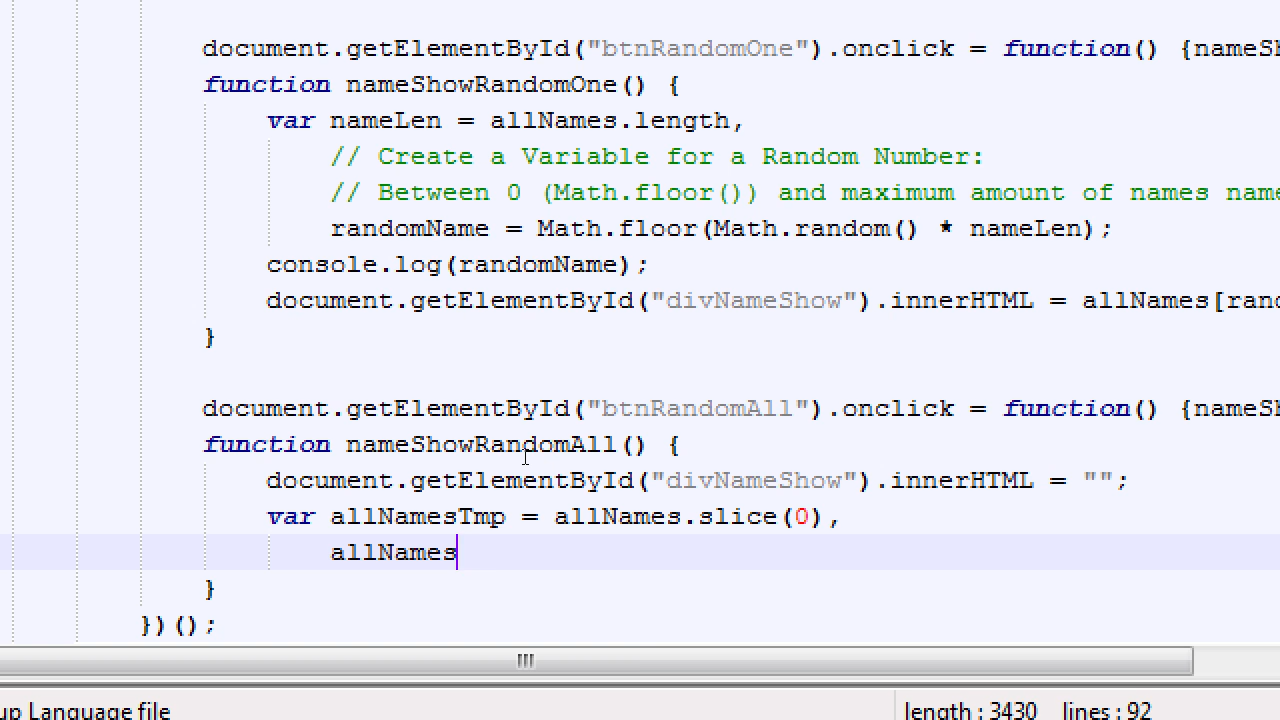 document.getElementById("btnRandomOne").onclick = function() {nameSh
function nameShowRandomOne() {
var nameLen = allNames.length,
// Create a Variable for a Random Number:
// Between 0 (Math.floor()) and maximum amount of names name
randomName = Math.floor(Math.random() * nameLen);
console.log(randomName);
document.getElementById("divNameShow").innerHTML = allNames[rand
}
document.getElementById("btnRandomAll").onclick = function() {nameSh
function nameShowRandomAll() {
document.getElementById("divNameShow").innerHTML = "";
var allNamesTmp = allNames.slice(0),
allNames
}
})();
up Language file length : 3430 lines : 92